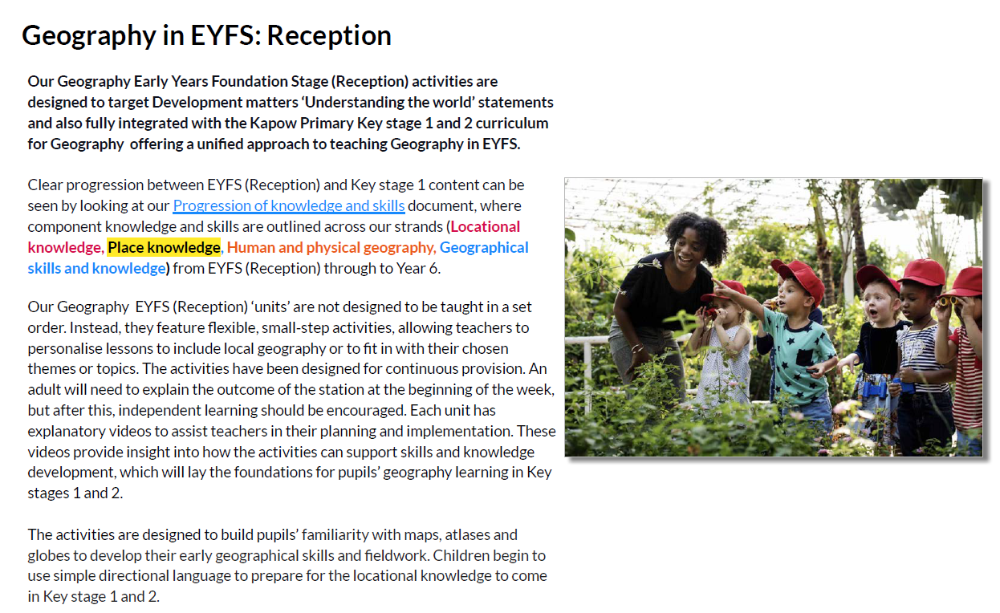 Geography in EYFS: Reception
Our Geography Early Years Foundation Stage (Reception) activities are
designed to target Development matters ‘Understanding the world’ statements
and also fully integrated with the Kapow Primary Key stage 1 and 2 curriculum
for Geography  offering a unified approach to teaching Geography in EYFS.
Clear progression between EYFS (Reception) and Key stage 1 content can be
seen by looking at our Progression of knowledge and skills document, where
component knowledge and skills are outlined across our strands (Locational
knowledge, Place knowledge, Human and physical geography, Geographical
skills and knowledge) from EYFS (Reception) through to Year 6.
Our Geography  EYFS (Reception) ‘units’ are not designed to be taught in a set
order. Instead, they feature flexible, small-step activities, allowing teachers to
personalise lessons to include local geography or to fit in with their chosen
themes or topics. The activities have been designed for continuous provision. An
adult will need to explain the outcome of the station at the beginning of the week,
but after this, independent learning should be encouraged. Each unit has
explanatory videos to assist teachers in their planning and implementation. These
videos provide insight into how the activities can support skills and knowledge
development, which will lay the foundations for pupils’ geography learning in Key
stages 1 and 2.
The activities are designed to build pupils’ familiarity with maps, atlases and
globes to develop their early geographical skills and fieldwork. Children begin to
use simple directional language to prepare for the locational knowledge to come
in Key stage 1 and 2.